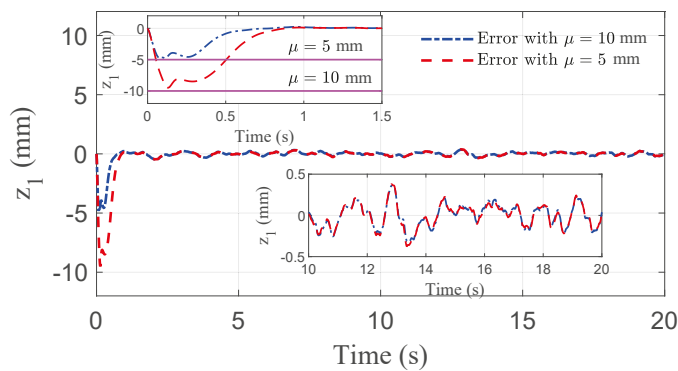 10
5
0
-5
-10
z1 (mm)
0
5
10
15
20
Time (s)
Error with μ = 10 mm
Error with μ = 5 mm
0
-5
-10
z1 (mm)
μ = 5 mm
μ = 10 mm
0
0.5
1
1.5
Time (s)
0.5
0
-0.5
z1 (mm)
10
12
14
16
18
20
Time (s)